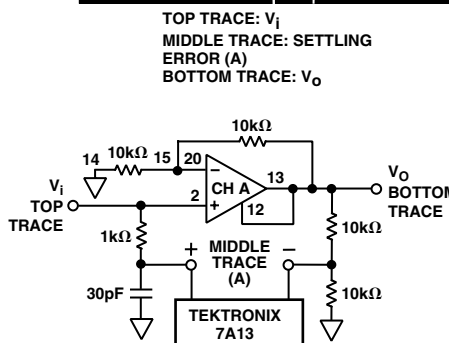 TOP TRACE: Vi
MIDDLE TRACE: SETTLING
ERROR (A)
BOTTOM TRACE: Vo
10kΩ
14 10kΩ 15 20 − 13
CH A
Vi
TOP
TRACE
2 +
12
VO
BOTTOM
TRACE
1kΩ
10kΩ
+ MIDDLE −
TRACE
(A)
30pF
10kΩ
TEKTRONIX
7A13